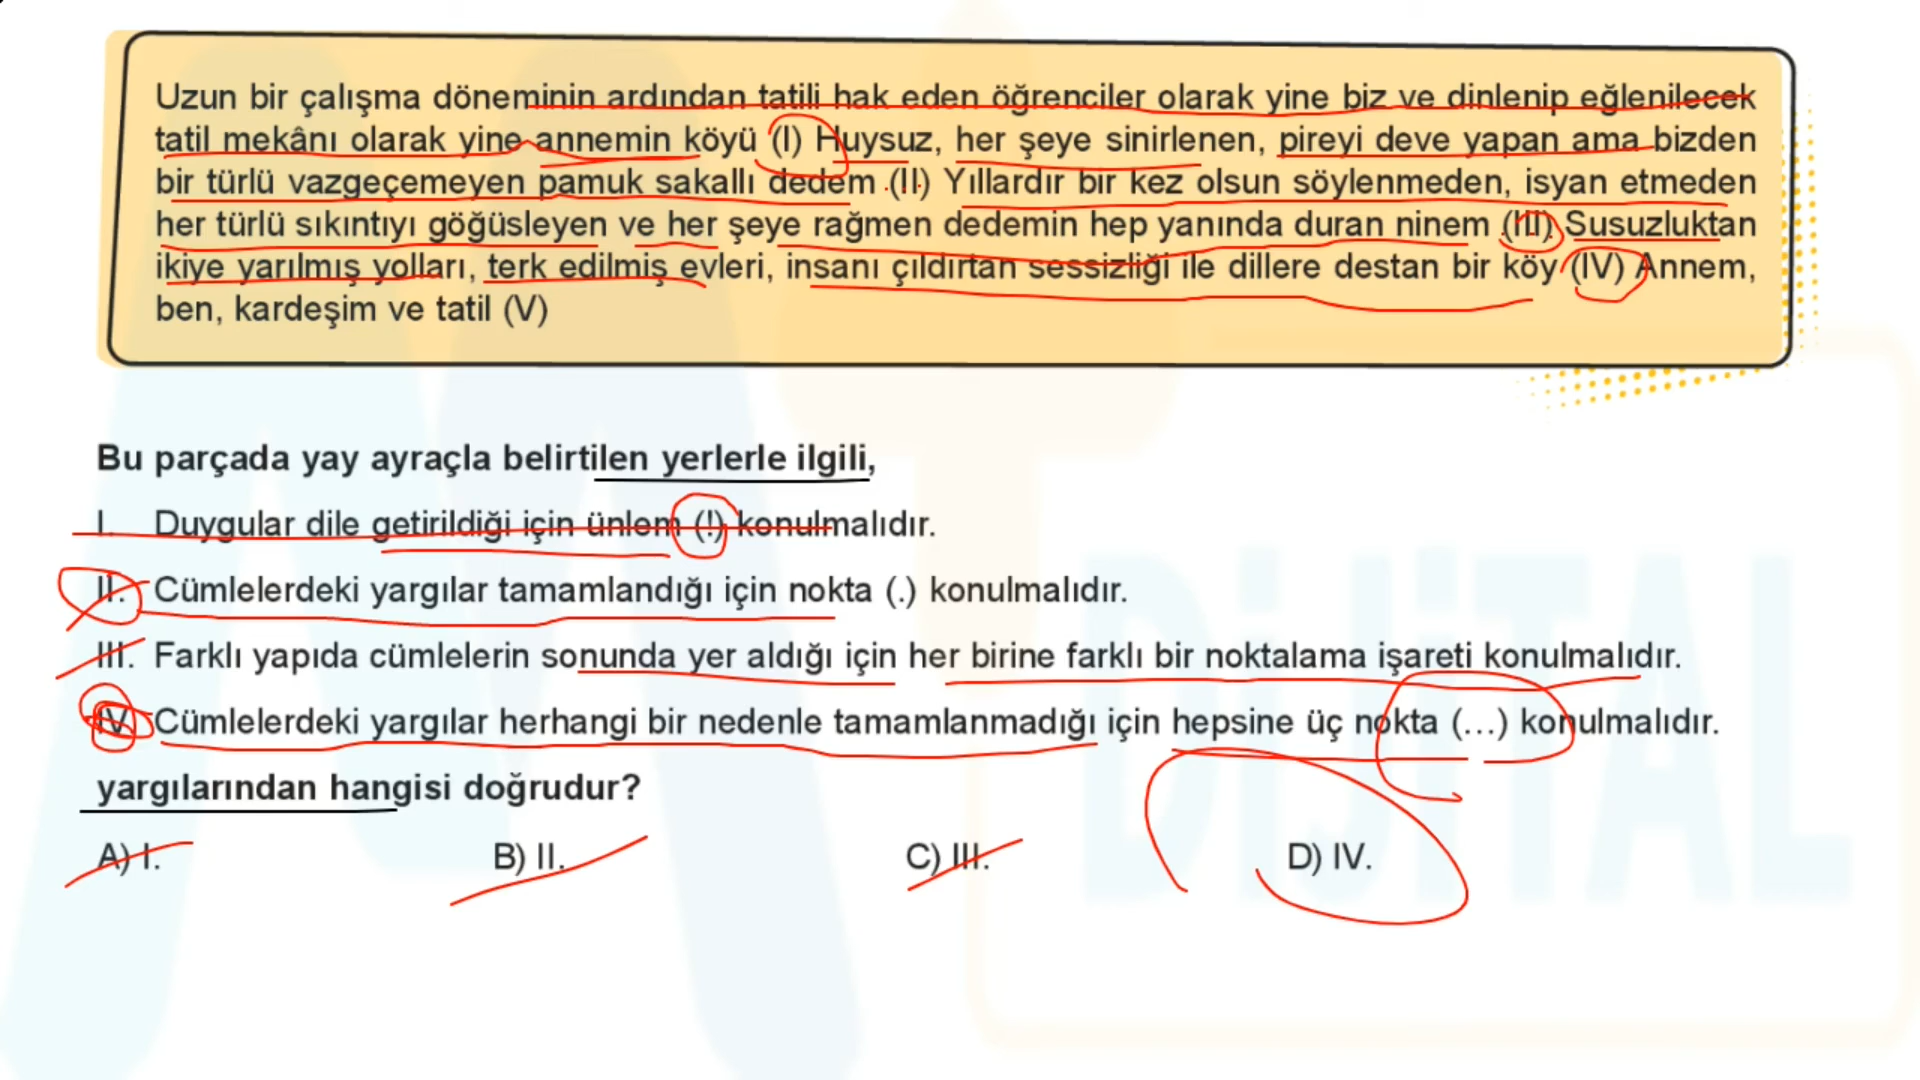 Uzun bir çalışma döneminin ardından tatili hak eden öğrenciler olarak yine biz ve dinlenip eğlenilecek
tatil mekânı olarak yine annemin köyü (I) Huysuz, her şeye sinirlenen, pireyi deve yapan ama bizden
bir türlü vazgeçemeyen pamuk sakallı dedem (II) Yıllardır bir kez olsun söylenmeden, isyan etmeden
her türlü sıkıntıyı göğüsleyen ve her şeye rağmen dedemin hep yanında duran ninem (III) Susuzluktan
ikiye yarılmış yolları, terk edilmiş evleri, insanı çıldırtan sessizliği ile dillere destan bir köy (IV) Annem,
ben, kardeşim ve tatil (V)
Bu parçada yay ayraçla belirtilen yerlerle ilgili,
I. Duygular dile getirildiği için ünlem (!) konulmalıdır.
II. Cümlelerdeki yargılar tamamlandığı için nokta (.) konulmalıdır.
III. Farklı yapıda cümlelerin sonunda yer aldığı için her birine farklı bir noktalama işareti konulmalıdır.
IV. Cümlelerdeki yargılar herhangi bir nedenle tamamlanmadığı için hepsine üç nokta (...) konulmalıdır.
yargılarından hangisi doğrudur?
A) I. B) II. C) III. D) IV.
DİJİTAL